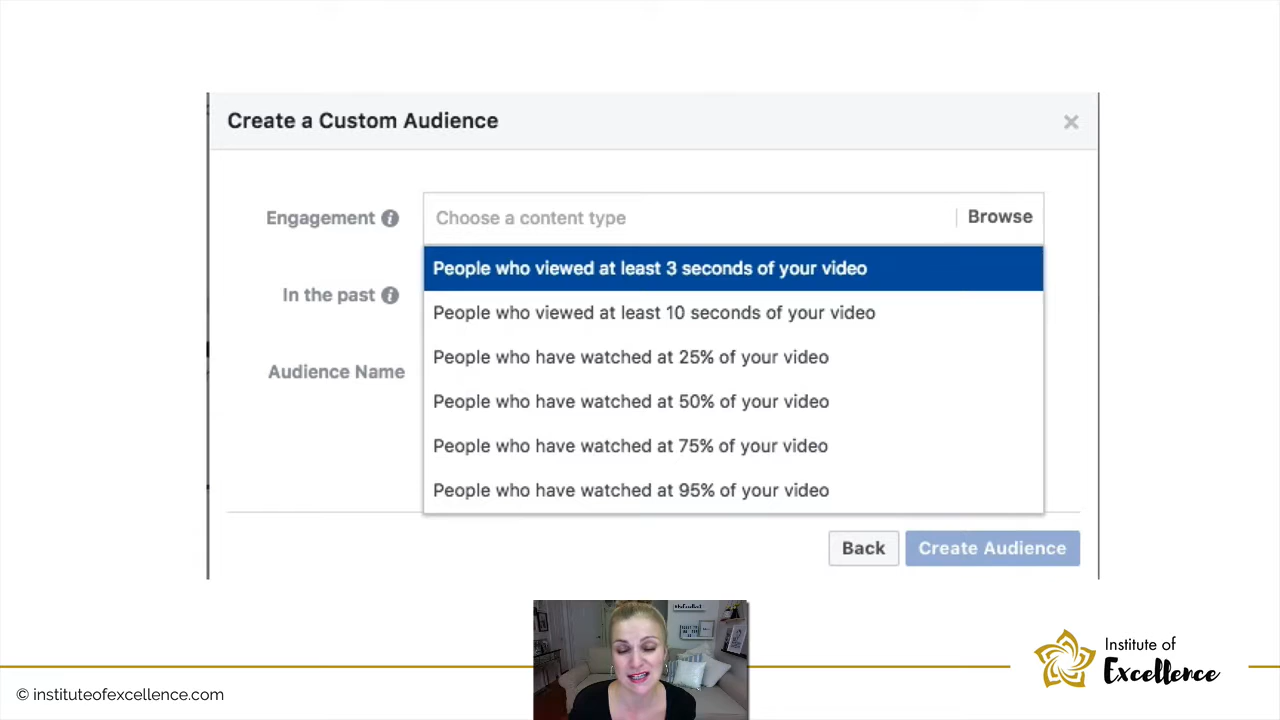 Create a Custom Audience
Engagement
Choose a content type
Browse
People who viewed at least 3 seconds of your video
In the past
People who viewed at least 10 seconds of your video
People who have watched at 25% of your video
Audience Name
People who have watched at 50% of your video
People who have watched at 75% of your video
People who have watched at 95% of your video
Back
Create Audience
Institute of
Excellence
© instituteofexcellence.com